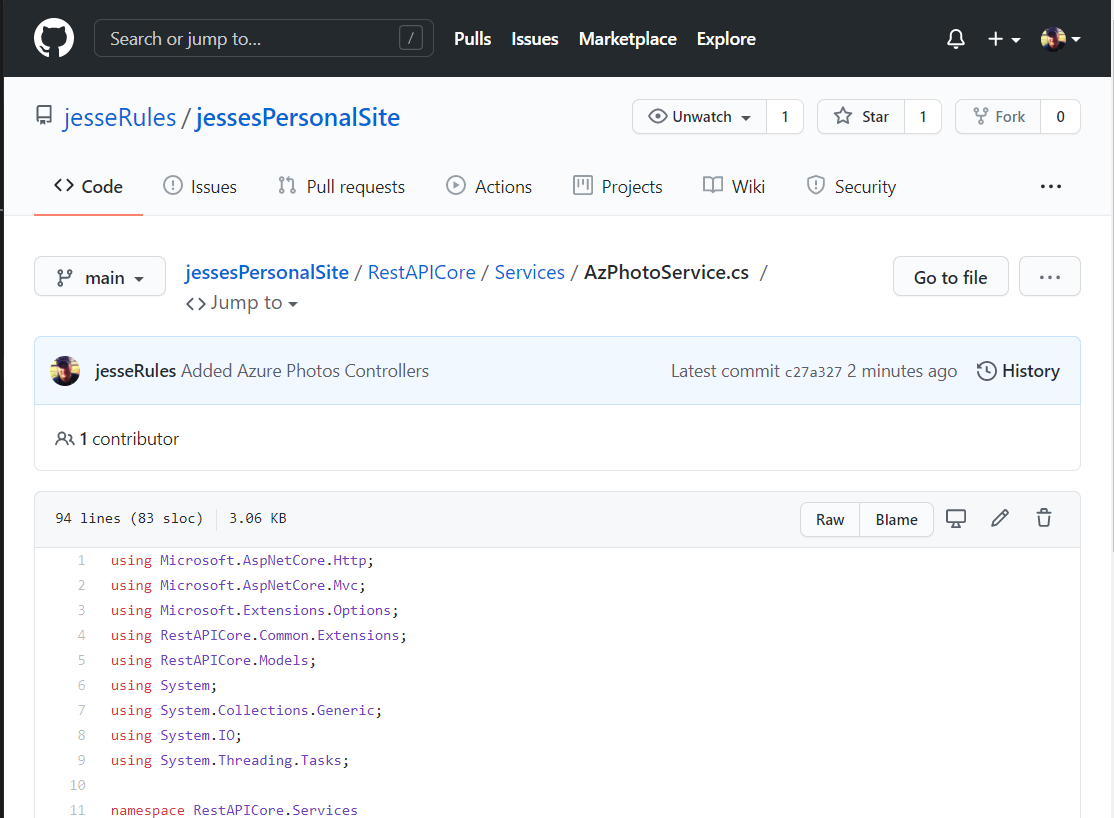 Search or jump to... / Pulls Issues Marketplace Explore
jesseRules / jessesPersonalSite Unwatch 1 Star 1 Fork 0
Code Issues Pull requests Actions Projects Wiki Security ...
main jessesPersonalSite / RestAPICore / Services / AzPhotoService.cs / Go to file ...
<> Jump to
jesseRules Added Azure Photos Controllers Latest commit c27a327 2 minutes ago History
1 contributor
94 lines (83 sloc) 3.06 KB Raw Blame
1 using Microsoft.AspNetCore.Http;
2 using Microsoft.AspNetCore.Mvc;
3 using Microsoft.Extensions.Options;
4 using RestAPICore.Common.Extensions;
5 using RestAPICore.Models;
6 using System;
7 using System.Collections.Generic;
8 using System.IO;
9 using System.Threading.Tasks;
10
11 namespace RestAPICore.Services